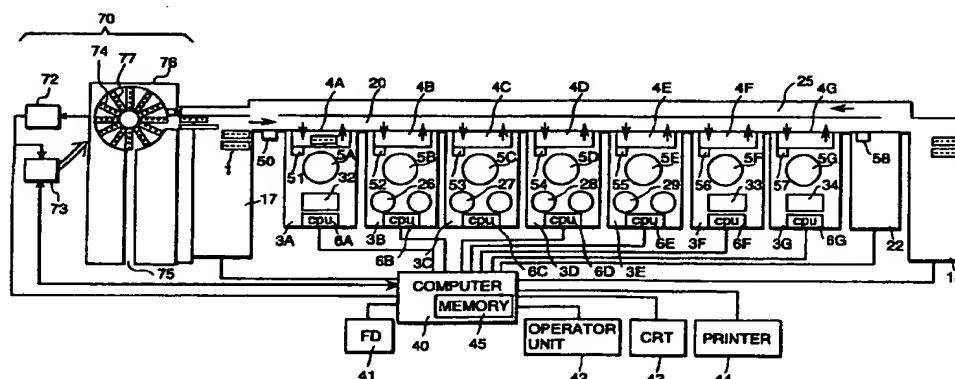 70
74 77 78
72
73
75
17
1
50
4A 20 4B 4C 4D 4E 4F 25 4G
51 52 53 54 55 56 57 58
5A 5B 5C 5D 5E 5F 5G
32 26 27 28 29 33 34
cpu cpu cpu cpu cpu cpu cpu
3A 6A 3B 6B 3C 6C 3D 6D 3E 6E 3F 6F 3G 6G 22
COMPUTER
MEMORY
40 45
FD
41
OPERATOR
UNIT
CRT
PRINTER